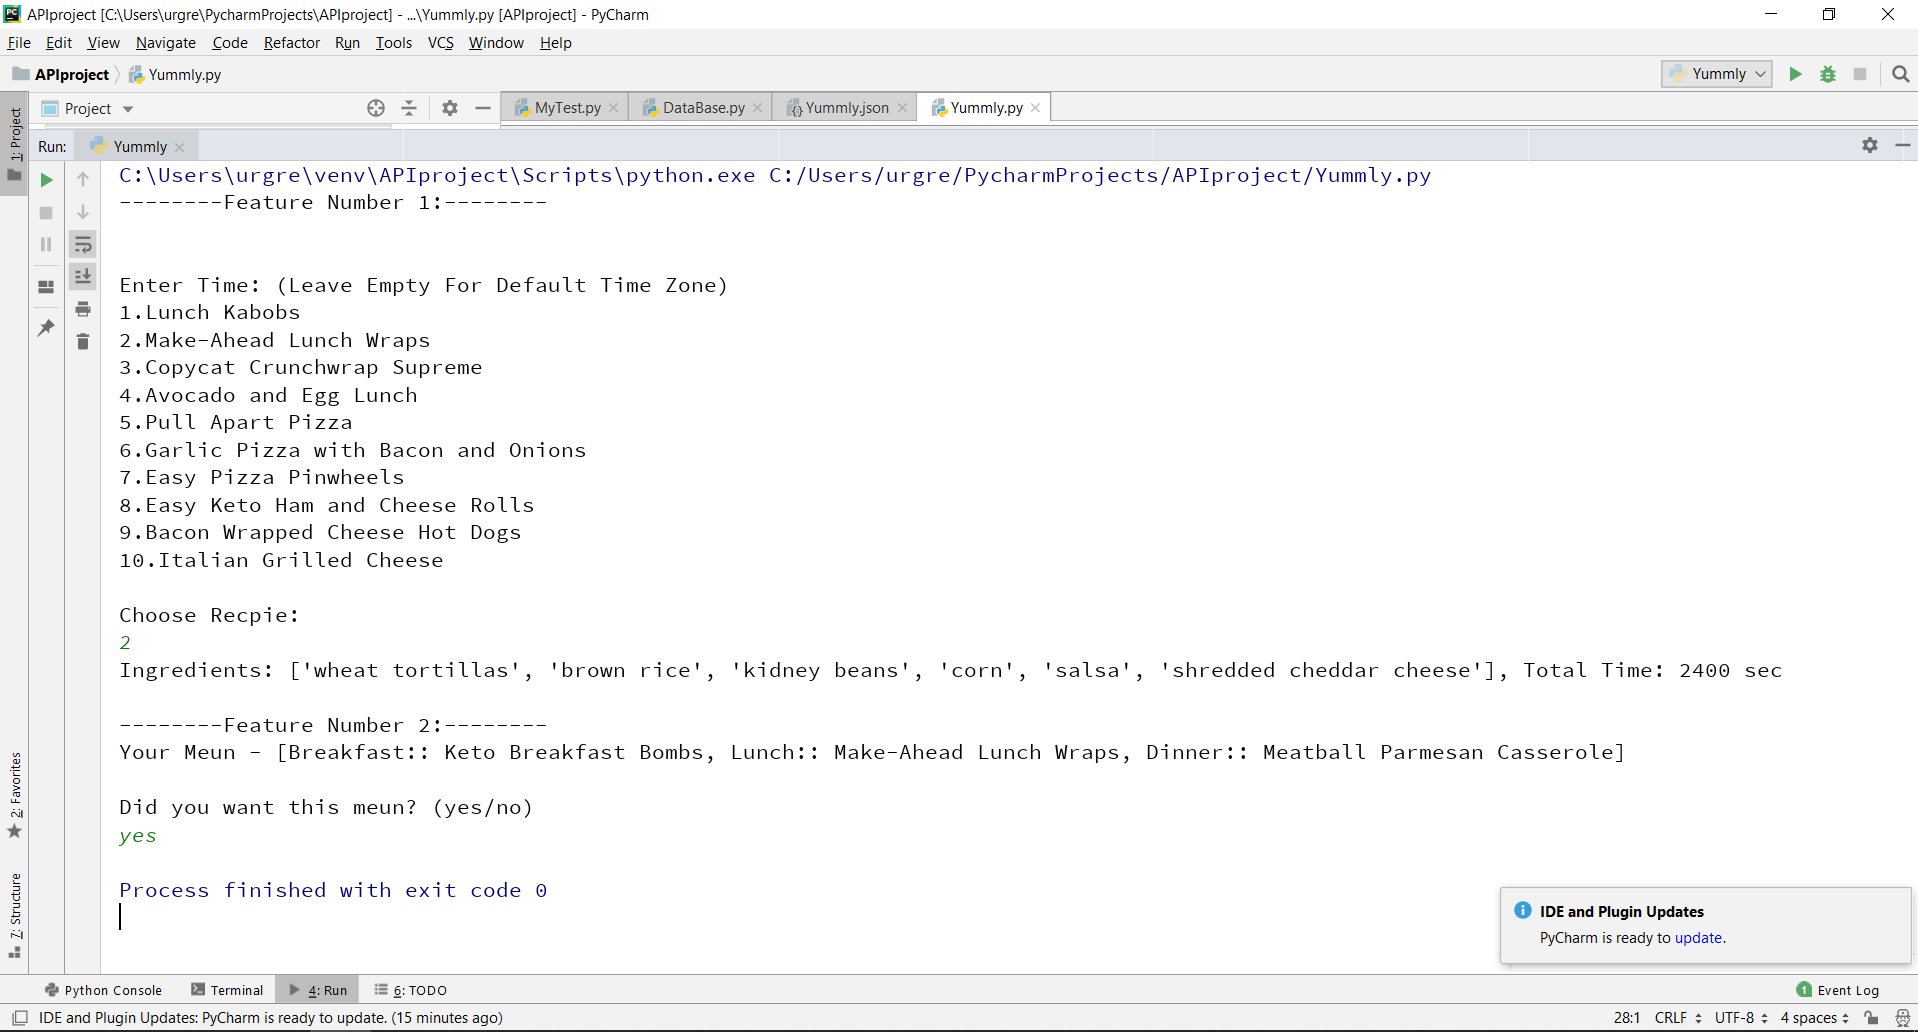 APIproject [C:\Users\urgre\PycharmProjects\APIproject] - ...\Yummly.py [APIproject] - PyCharm
File Edit View Navigate Code Refactor Run Tools VCS Window Help
APIproject Yummly.py Yummly
Project MyTest.py DataBase.py Yummly.json Yummly.py
1: Project
Run: Yummly
C:\Users\urgre\venv\APIproject\Scripts\python.exe C:/Users/urgre/PycharmProjects/APIproject/Yummly.py
--------Feature Number 1:--------
Enter Time: (Leave Empty For Default Time Zone)
1.Lunch Kabobs
2.Make-Ahead Lunch Wraps
3.Copycat Crunchwrap Supreme
4.Avocado and Egg Lunch
5.Pull Apart Pizza
6.Garlic Pizza with Bacon and Onions
7.Easy Pizza Pinwheels
8.Easy Keto Ham and Cheese Rolls
9.Bacon Wrapped Cheese Hot Dogs
10.Italian Grilled Cheese
Choose Recpie:
2
Ingredients: ['wheat tortillas', 'brown rice', 'kidney beans', 'corn', 'salsa', 'shredded cheddar cheese'], Total Time: 2400 sec
--------Feature Number 2:--------
Your Meun - [Breakfast:: Keto Breakfast Bombs, Lunch:: Make-Ahead Lunch Wraps, Dinner:: Meatball Parmesan Casserole]
Did you want this meun? (yes/no)
yes
Process finished with exit code 0
2: Favorites
7: Structure
IDE and Plugin Updates
PyCharm is ready to update.
Python Console Terminal 4: Run 6: TODO 1 Event Log
IDE and Plugin Updates: PyCharm is ready to update. (15 minutes ago) 28:1 CRLF UTF-8 4 spaces